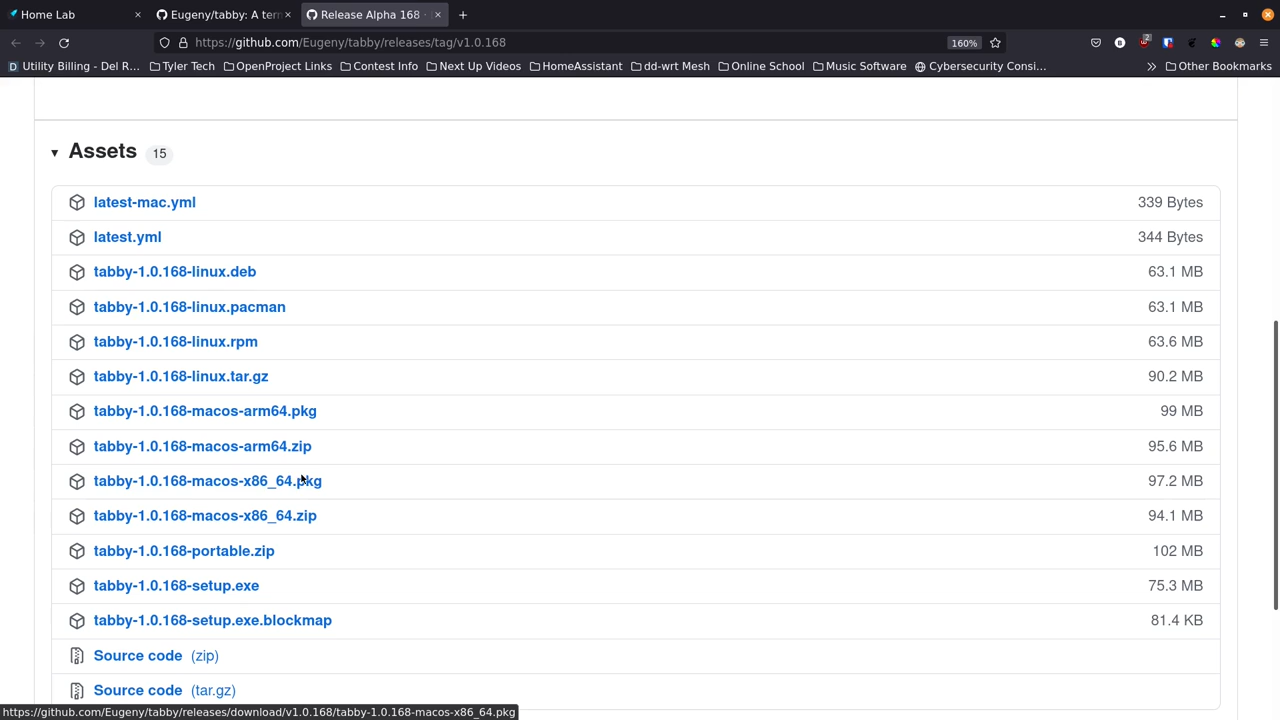 Home Lab
Eugeny/tabby: A ter
Release Alpha 168 ·
https://github.com/Eugeny/tabby/releases/tag/v1.0.168
160%
2
Utility Billing - Del R…
Tyler Tech
OpenProject Links
Contest Info
Next Up Videos
HomeAssistant
dd-wrt Mesh
Online School
Music Software
Cybersecurity Consi…
Other Bookmarks
Assets 15
latest-mac.yml 339 Bytes
latest.yml 344 Bytes
tabby-1.0.168-linux.deb 63.1 MB
tabby-1.0.168-linux.pacman 63.1 MB
tabby-1.0.168-linux.rpm 63.6 MB
tabby-1.0.168-linux.tar.gz 90.2 MB
tabby-1.0.168-macos-arm64.pkg 99 MB
tabby-1.0.168-macos-arm64.zip 95.6 MB
tabby-1.0.168-macos-x86_64.pkg 97.2 MB
tabby-1.0.168-macos-x86_64.zip 94.1 MB
tabby-1.0.168-portable.zip 102 MB
tabby-1.0.168-setup.exe 75.3 MB
tabby-1.0.168-setup.exe.blockmap 81.4 KB
Source code (zip)
Source code (tar.gz)
https://github.com/Eugeny/tabby/releases/download/v1.0.168/tabby-1.0.168-macos-x86_64.pkg